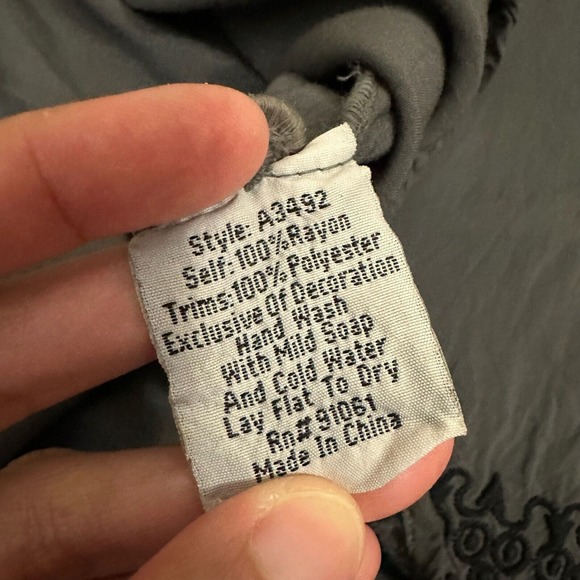 Style: A3492
Self:100%Rayon
Trims:100%Polyester
Exclusive Of Decoration
Hand Wash
With Mild Soap
And Cold Water
Lay Flat To Dry
Rn# 91061
Made In China